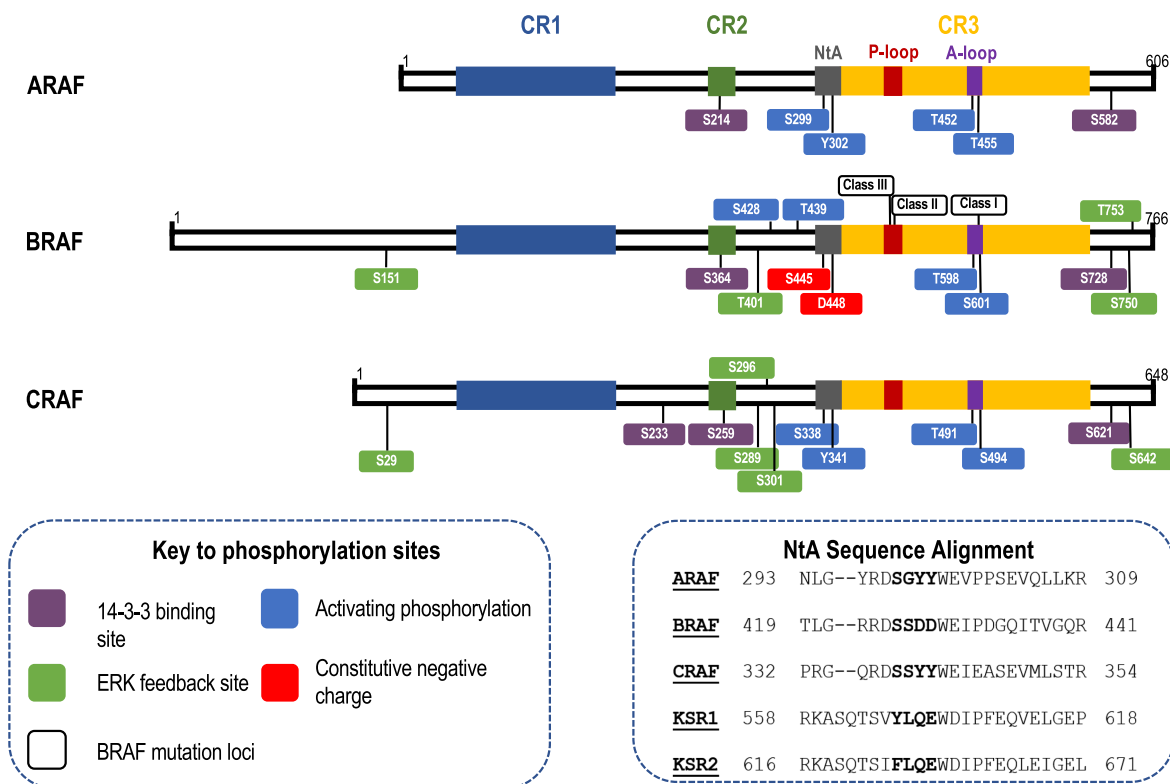 CR1 CR2 CR3
NtA P-loop A-loop
1 606
ARAF
S214 S299 T452 S582
Y302 T455
Class III
S428 T439 Class II Class I T753
1 766
BRAF
S151 S364 S445 T598 S728
T401 D448 S601 S750
S296
1 648
CRAF
S233 S259 S338 T491 S621
S29 S289 Y341 S494 S642
S301
Key to phosphorylation sites
14-3-3 binding
site
Activating phosphorylation
ERK feedback site
Constitutive negative
charge
BRAF mutation loci
NtA Sequence Alignment
ARAF 293 NLG--YRDSGYYWEVPPSEVQLLKR 309
BRAF 419 TLG--RRDSSDDWEIPDGQITVGQR 441
CRAF 332 PRG--QRDSSYYWEIEASEVMLSTR 354
KSR1 558 RKASQTSVYLQEWDIPFEQVELGEP 618
KSR2 616 RKASQTSIFLQEWDIPFEQLEIGEL 671